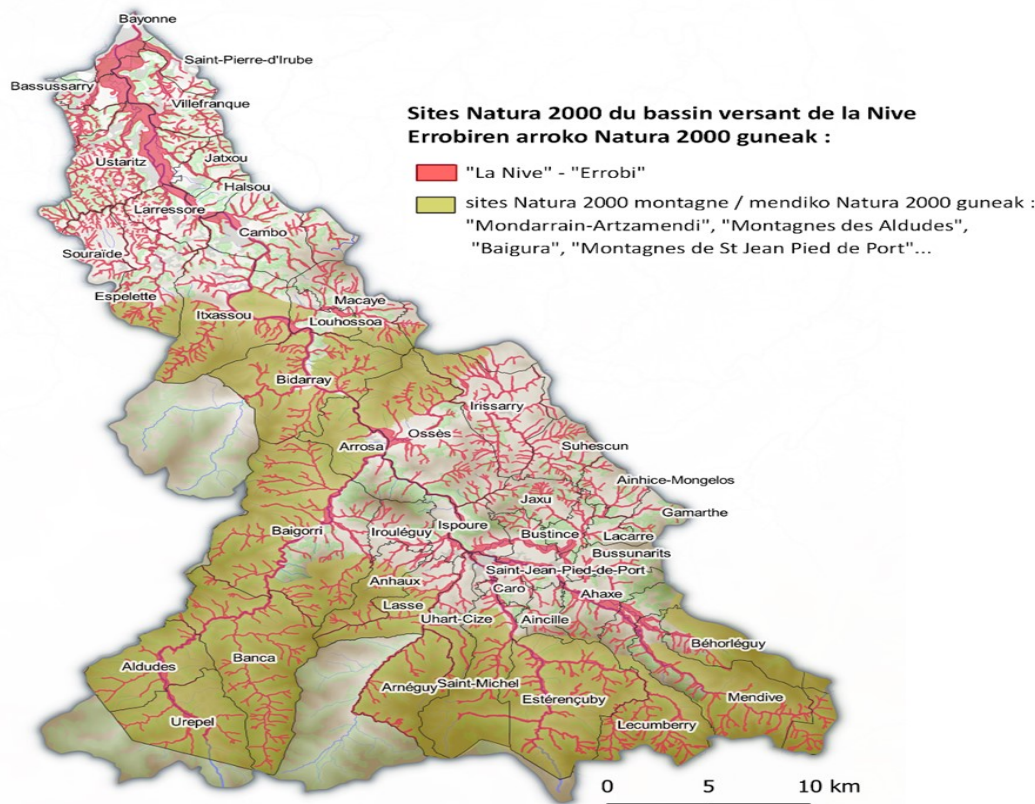 Bayonne
Saint-Pierre-d'Irube
Bassussarry
Villefranque
Sites Natura 2000 du bassin versant de la Nive
Errobiren arroko Natura 2000 guneak :
Ustaritz
Jatxou
"La Nive" - "Errobi"
Halsou
sites Natura 2000 montagne / mendiko Natura 2000 guneak :
Larressore
"Mondarrain-Artzamendi", "Montagnes des Aldudes",
Cambo
"Baigura", "Montagnes de St Jean Pied de Port"...
Souraïde
Espelette
Macaye
Itxassou
Louhossoa
Bidarray
Irissarry
Ossès
Arrosa
Suhescun
Ainhice-Mongelos
Jaxu
Gamarthe
Ispoure
Baigorri
Irouléguy
Bustince
Lacarre
Bussunarits
Saint-Jean-Pied-de-Port
Anhaux
Caro
Ahaxe
Lasse
Uhart-Cize
Aincille
Béhorléguy
Aldudes
Banca
Arnéguy
Saint-Michel
Estérençuby
Mendive
Urepel
Lecumberry
0 5 10 km